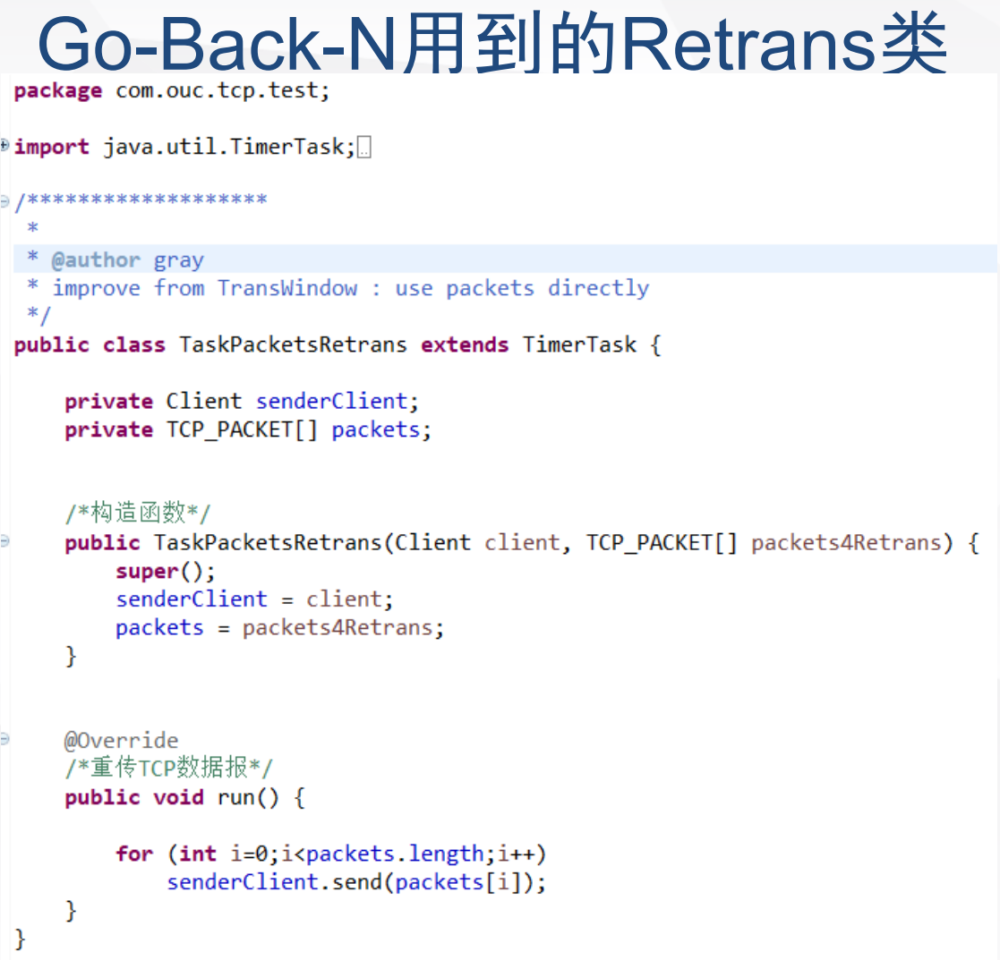 Go-Back-N用到的Retrans类
package com.ouc.tcp.test;
import java.util.TimerTask;
/*******************
*
* @author gray
* improve from TransWindow : use packets directly
*/
public class TaskPacketsRetrans extends TimerTask {
private Client senderClient;
private TCP_PACKET[] packets;
/*构造函数*/
public TaskPacketsRetrans(Client client, TCP_PACKET[] packets4Retrans) {
super();
senderClient = client;
packets = packets4Retrans;
}
@Override
/*重传TCP数据报*/
public void run() {
for (int i=0;i<packets.length;i++)
senderClient.send(packets[i]);
}
}